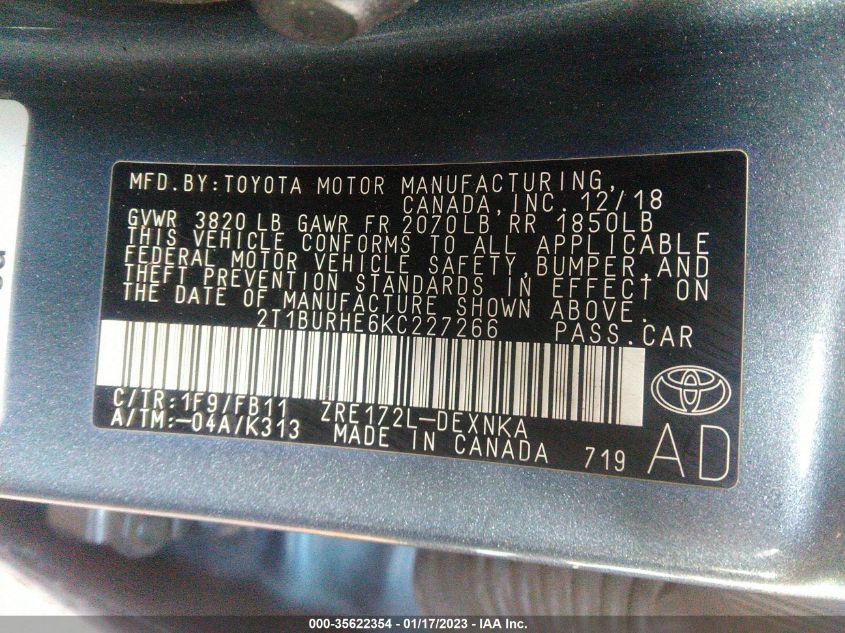 MFD.BY:TOYOTA MOTOR MANUFACTURING,
CANADA,INC. 12/18
GVWR 3820 LB GAWR FR 2070LB,RR 1850LB
THIS VEHICLE CONFORMS TO ALL APPLICABLE
FEDERAL MOTOR VEHICLE SAFETY,BUMPER,AND
THEFT PREVENTION STANDARDS IN EFFECT ON
THE DATE OF MANUFACTURE SHOWN ABOVE.
2T1BURHE6KC227266 PASS.CAR
C/TR:1F9/FB11 ZRE172L-DEXNKA
A/TM:-04A/K313 MADE IN CANADA 719 AD
000-35622354 - 01/17/2023 - IAA Inc.